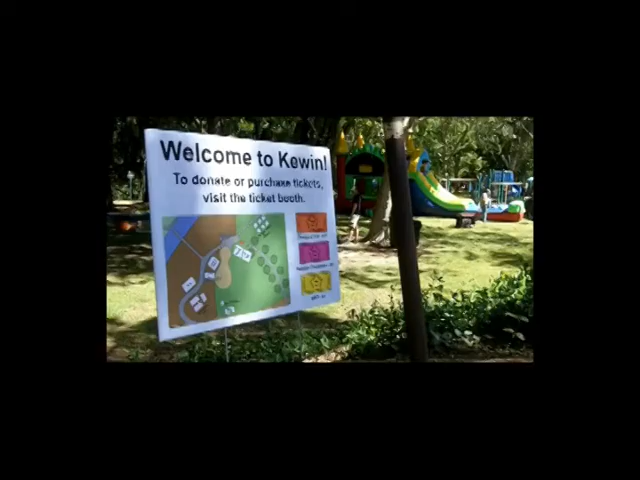 Welcome to Kewin!
To donate or purchase tickets,
visit the ticket booth.